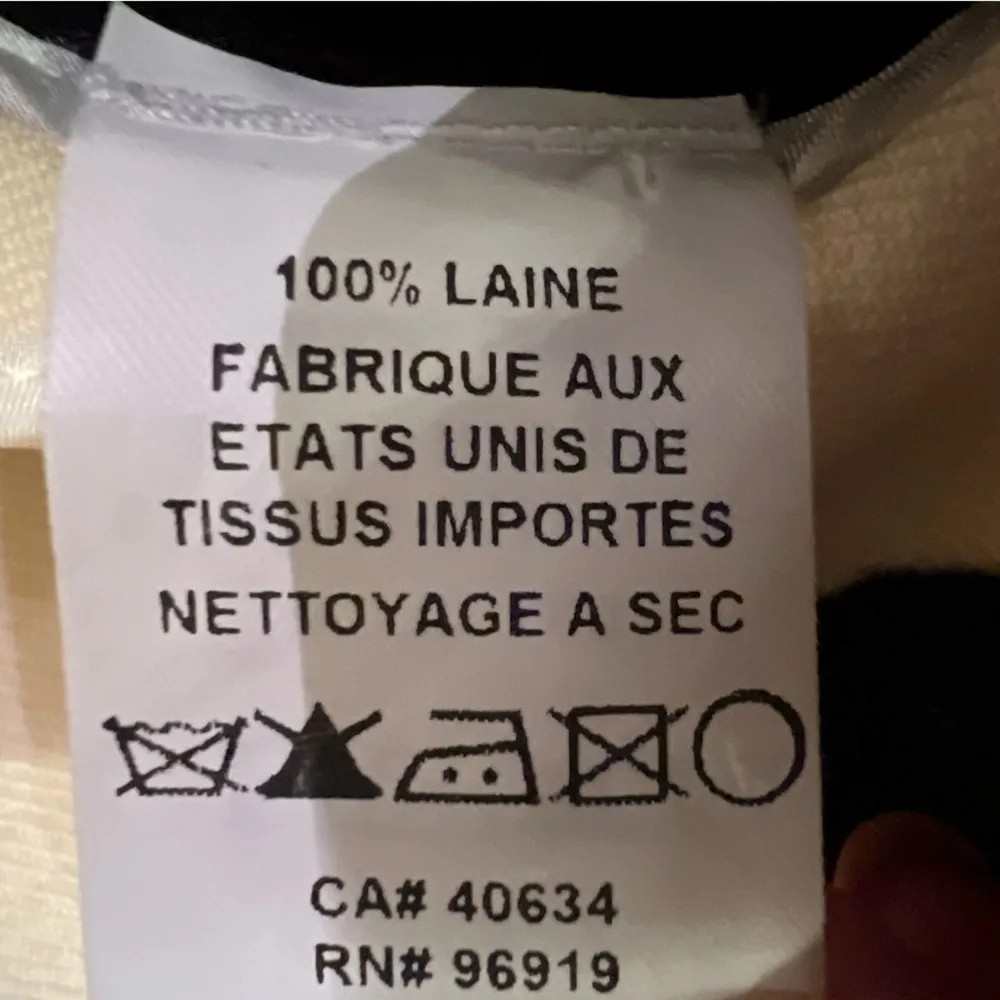 100% LAINE
FABRIQUE AUX
ETATS UNIS DE
TISSUS IMPORTES
NETTOYAGE A SEC
CA# 40634
RN# 96919